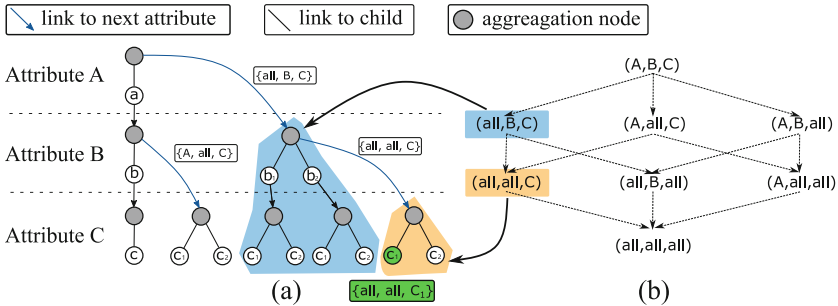 link to next attribute
link to child
aggreagation node
Attribute A
a
{all, B, C}
(A,B,C)
(all,B,C)
(A,all,C)
(A,B,all)
Attribute B
b
{A, all, C}
b₁
b₂
{all, all, C}
(all,all,C)
(all,B,all)
(A,all,all)
Attribute C
c
C₁
C₂
C₁
C₂
C₁
C₂
C₁
C₂
(all,all,all)
{all, all, C₁}
(a)
(b)